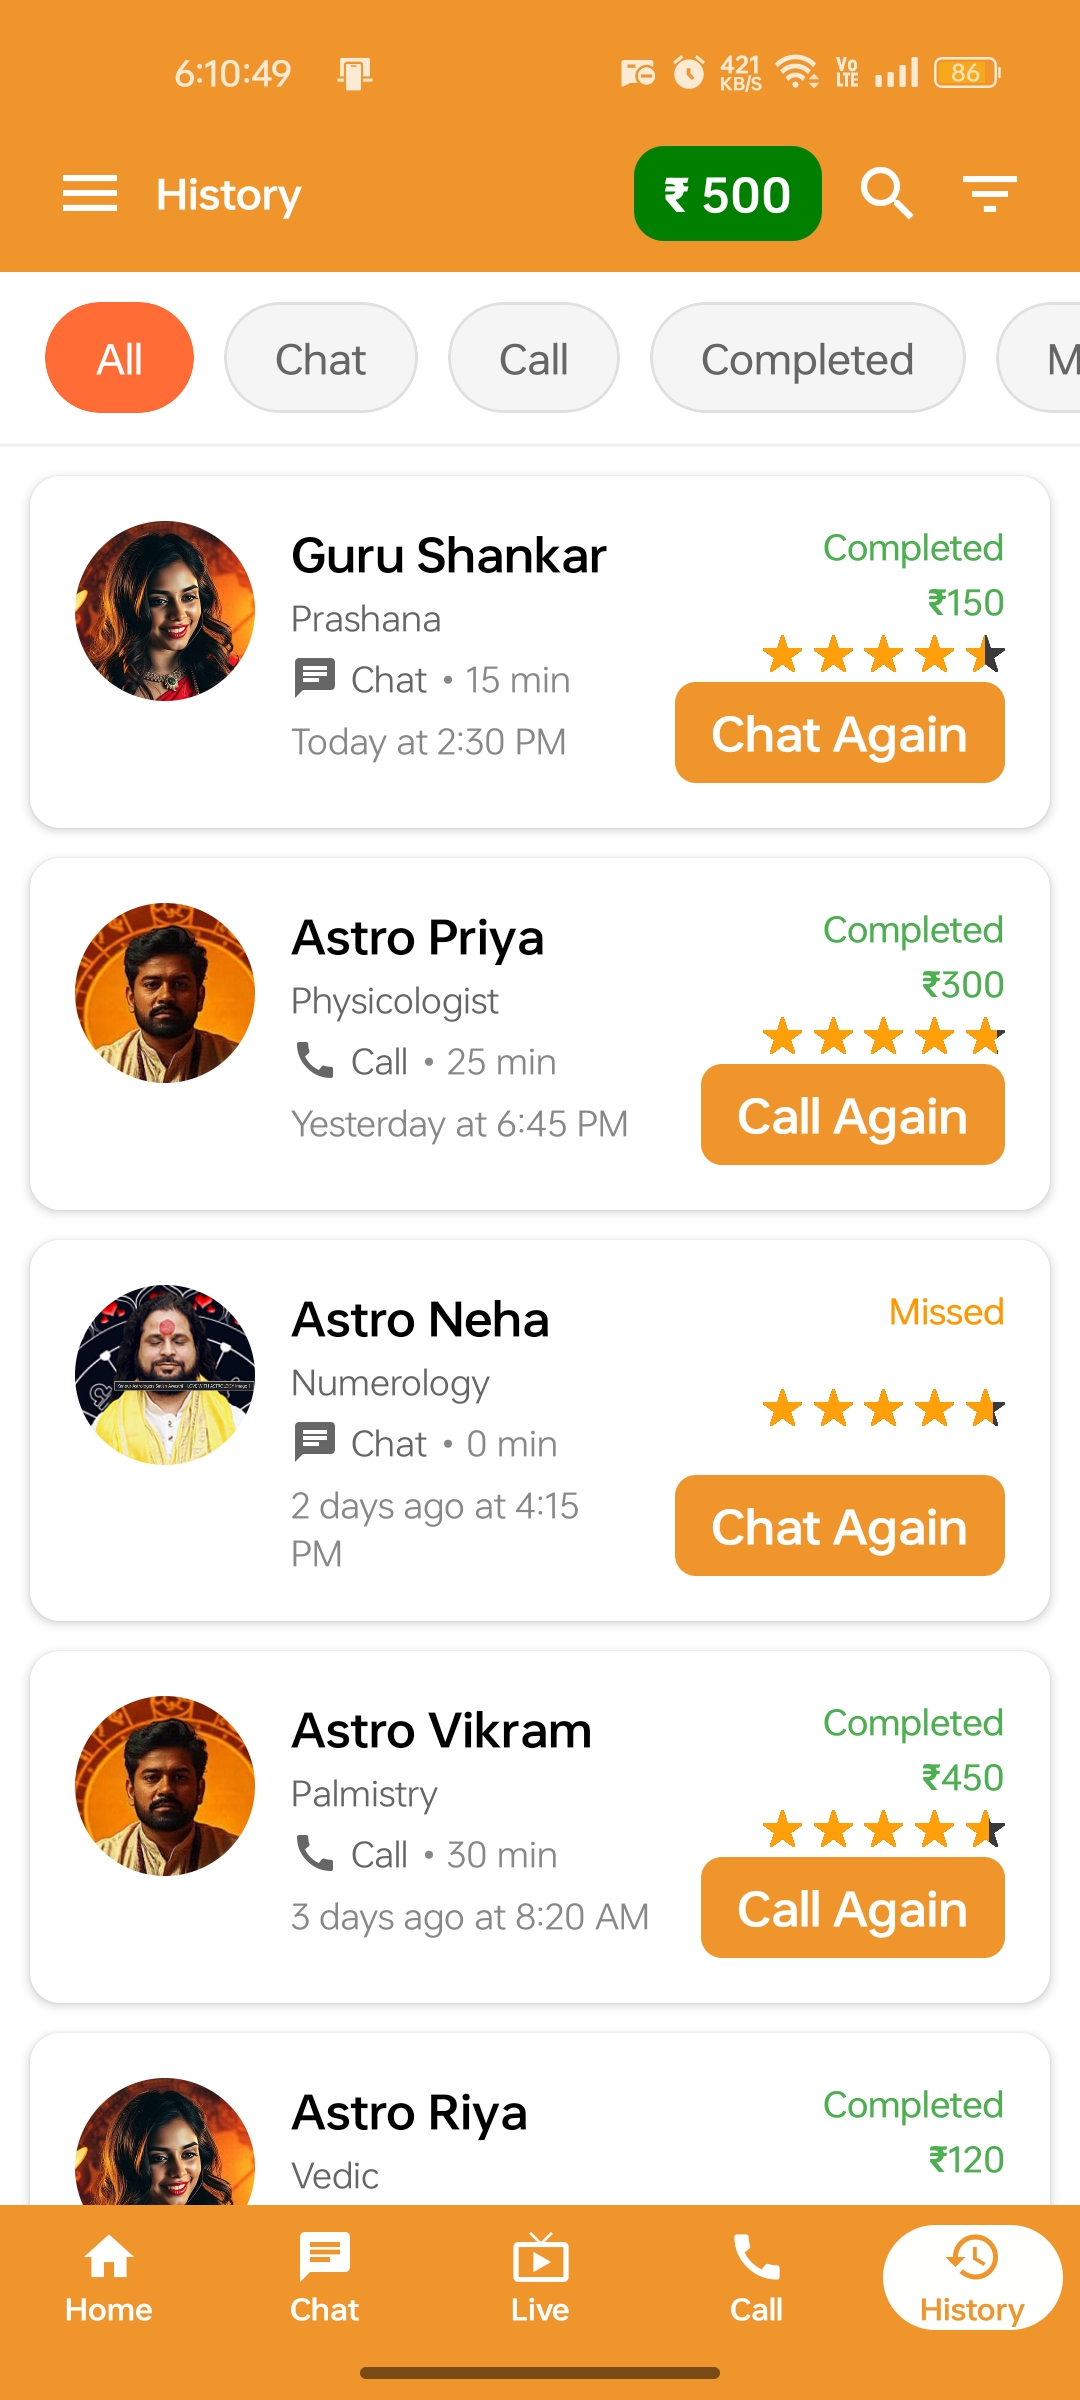 6:10:49
421
KB/S
Vo
LTE
86
History
₹ 500
All
Chat
Call
Completed
M
Guru Shankar
Completed
Prashana
₹150
Chat • 15 min
Today at 2:30 PM
Chat Again
Astro Priya
Completed
Physicologist
₹300
Call • 25 min
Yesterday at 6:45 PM
Call Again
Astro Neha
Missed
Numerology
Chat • 0 min
2 days ago at 4:15
PM
Chat Again
Astro Vikram
Completed
Palmistry
₹450
Call • 30 min
3 days ago at 8:20 AM
Call Again
Astro Riya
Completed
Vedic
₹120
Home
Chat
Live
Call
History